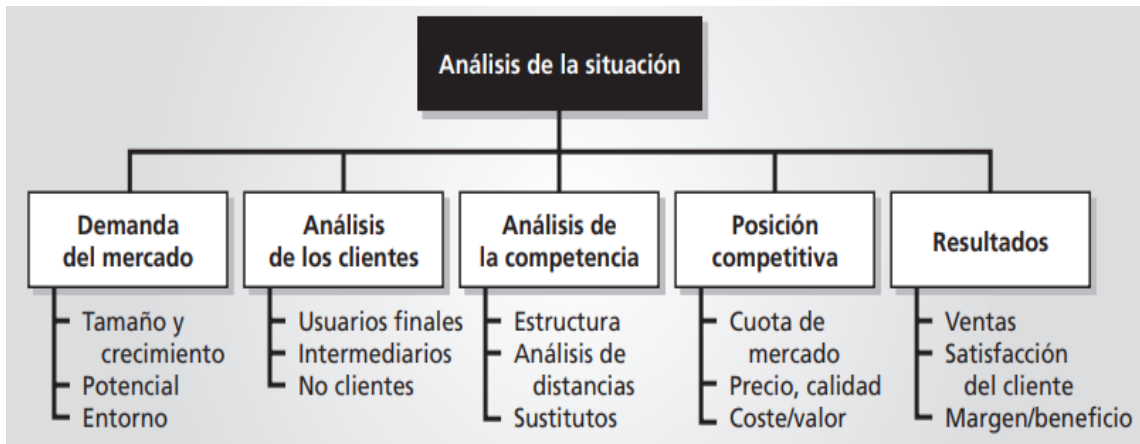 Análisis de la situación
Demanda
del mercado
Tamaño y
crecimiento
Potencial
Entorno
Análisis
de los clientes
Usuarios finales
Intermediarios
No clientes
Análisis de
la competencia
Estructura
Análisis de
distancias
Sustitutos
Posición
competitiva
Cuota de
mercado
Precio, calidad
Coste/valor
Resultados
Ventas
Satisfacción
del cliente
Margen/beneficio